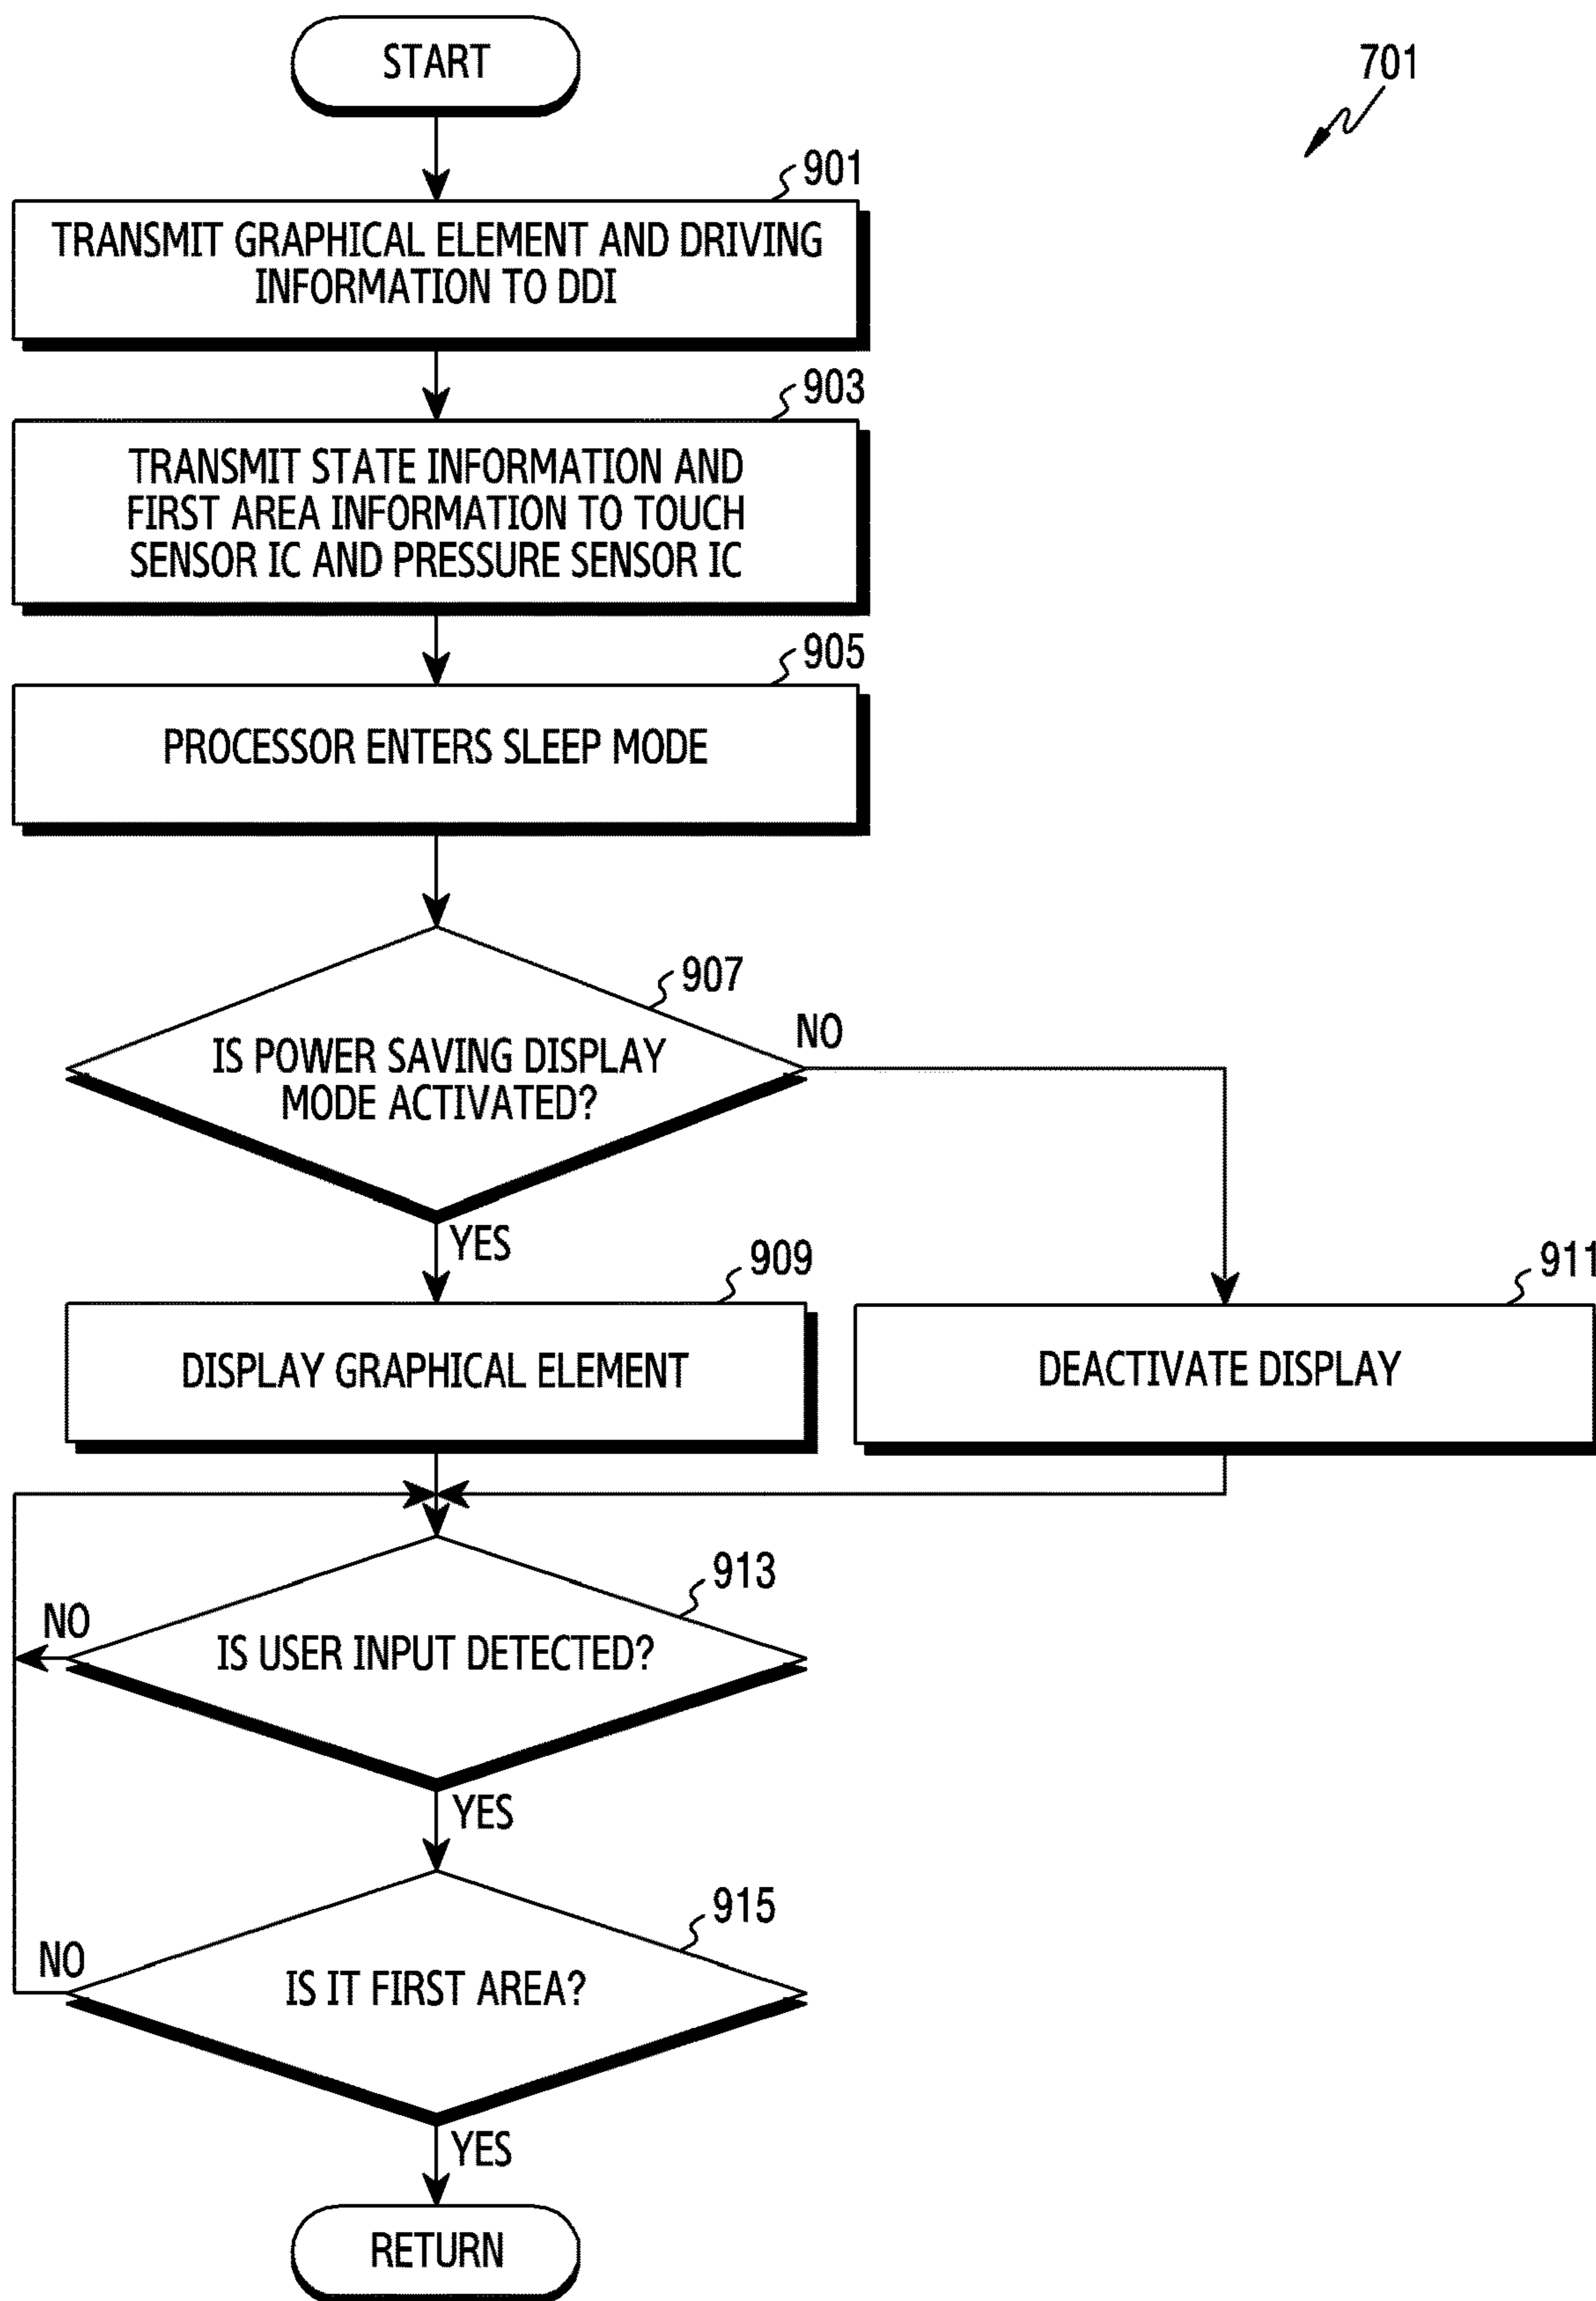 START
701
901
TRANSMIT GRAPHICAL ELEMENT AND DRIVING
INFORMATION TO DDI
903
TRANSMIT STATE INFORMATION AND
FIRST AREA INFORMATION TO TOUCH
SENSOR IC AND PRESSURE SENSOR IC
905
PROCESSOR ENTERS SLEEP MODE
907
IS POWER SAVING DISPLAY
MODE ACTIVATED?
NO
YES
909
DISPLAY GRAPHICAL ELEMENT
911
DEACTIVATE DISPLAY
913
IS USER INPUT DETECTED?
NO
YES
915
IS IT FIRST AREA?
NO
YES
RETURN